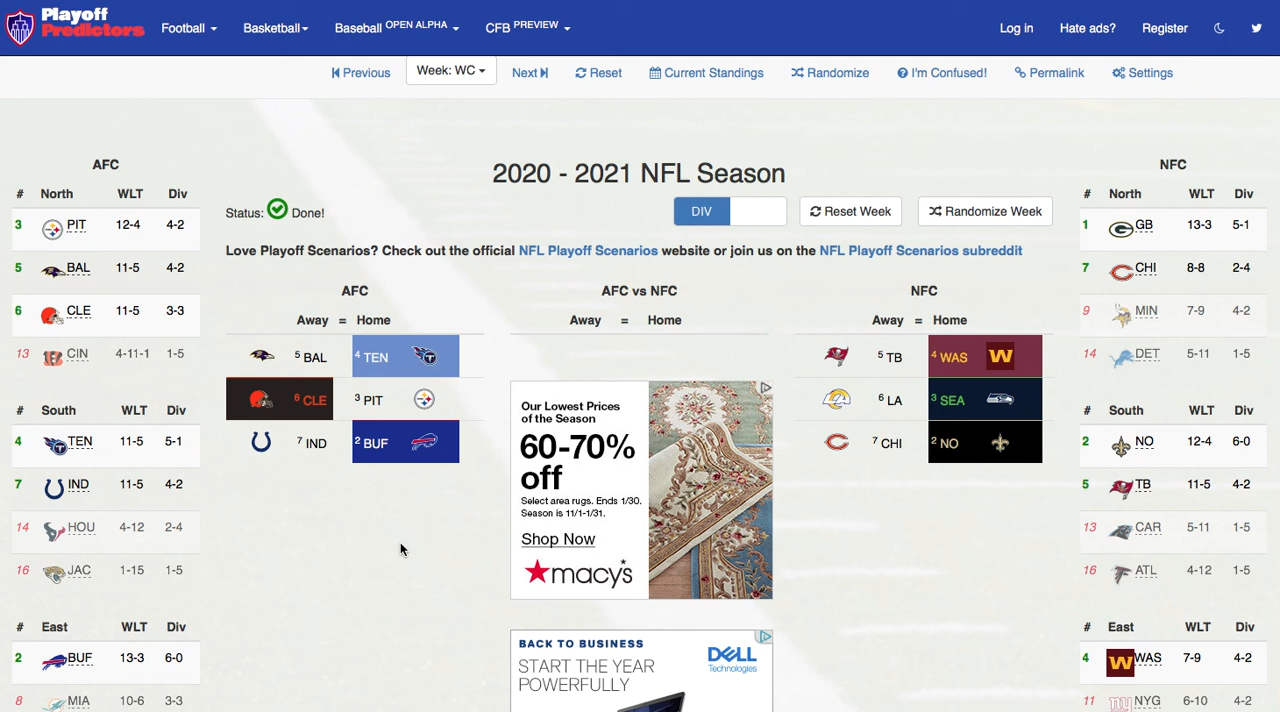 Playoff
Predictors
Football
Basketball
Baseball OPEN ALPHA
CFB PREVIEW
Log in
Hate ads?
Register
Previous
Week: WC
Next
Reset
Current Standings
Randomize
I'm Confused!
Permalink
Settings
AFC
# North WLT Div
3 PIT 12-4 4-2
5 BAL 11-5 4-2
6 CLE 11-5 3-3
13 CIN 4-11-1 1-5
# South WLT Div
4 TEN 11-5 5-1
7 IND 11-5 4-2
14 HOU 4-12 2-4
16 JAC 1-15 1-5
# East WLT Div
2 BUF 13-3 6-0
8 MIA 10-6 3-3
2020 - 2021 NFL Season
Status: Done!
DIV
Reset Week
Randomize Week
Love Playoff Scenarios? Check out the official NFL Playoff Scenarios website or join us on the NFL Playoff Scenarios subreddit
AFC
Away = Home
5 BAL 4 TEN
6 CLE 3 PIT
7 IND 2 BUF
AFC vs NFC
Away = Home
Our Lowest Prices
of the Season
60-70%
off
Select area rugs. Ends 1/30.
Season is 11/1-1/31.
Shop Now
macy's
BACK TO BUSINESS
START THE YEAR
POWERFULLY
DELL
Technologies
NFC
Away = Home
5 TB 4 WAS W
6 LA 3 SEA
7 CHI 2 NO
NFC
# North WLT Div
1 GB 13-3 5-1
7 CHI 8-8 2-4
9 MIN 7-9 4-2
14 DET 5-11 1-5
# South WLT Div
2 NO 12-4 6-0
5 TB 11-5 4-2
13 CAR 5-11 1-5
16 ATL 4-12 1-5
# East WLT Div
4 W WAS 7-9 4-2
11 ny NYG 6-10 4-2